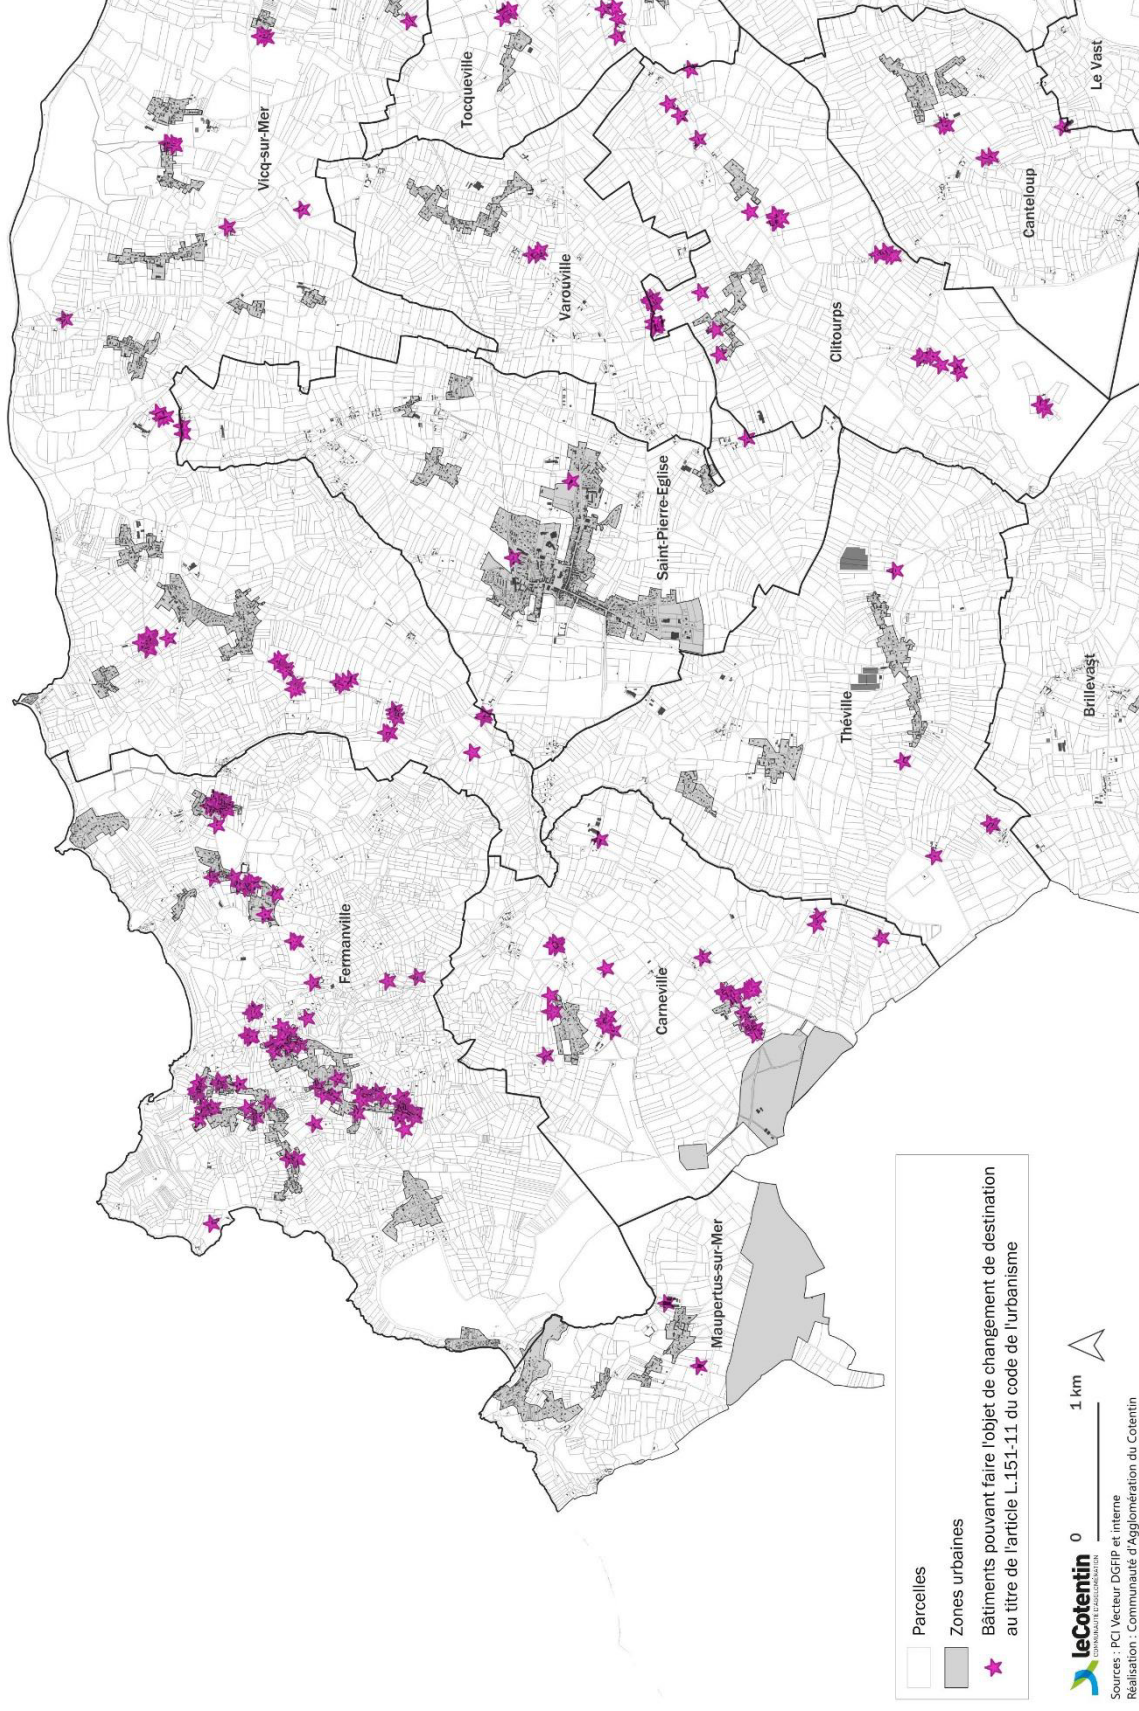 Le Vast
Tocqueville
Vicq-sur-Mer
Canteloup
Varouville
Clitourps
Saint-Pierre-Eglise
Théville
Brillevast
Fermanville
Carneville
Maupertus-sur-Mer
Parcelles
Zones urbaines
Bâtiments pouvant faire l'objet de changement de destination
au titre de l'article L.151-11 du code de l'urbanisme
leCotentin
COMMUNAUTÉ D'AGGLOMÉRATION
0 1 km
Sources : PCI Vecteur DGFIP et interne
Réalisation : Communauté d'Agglomération du Cotentin